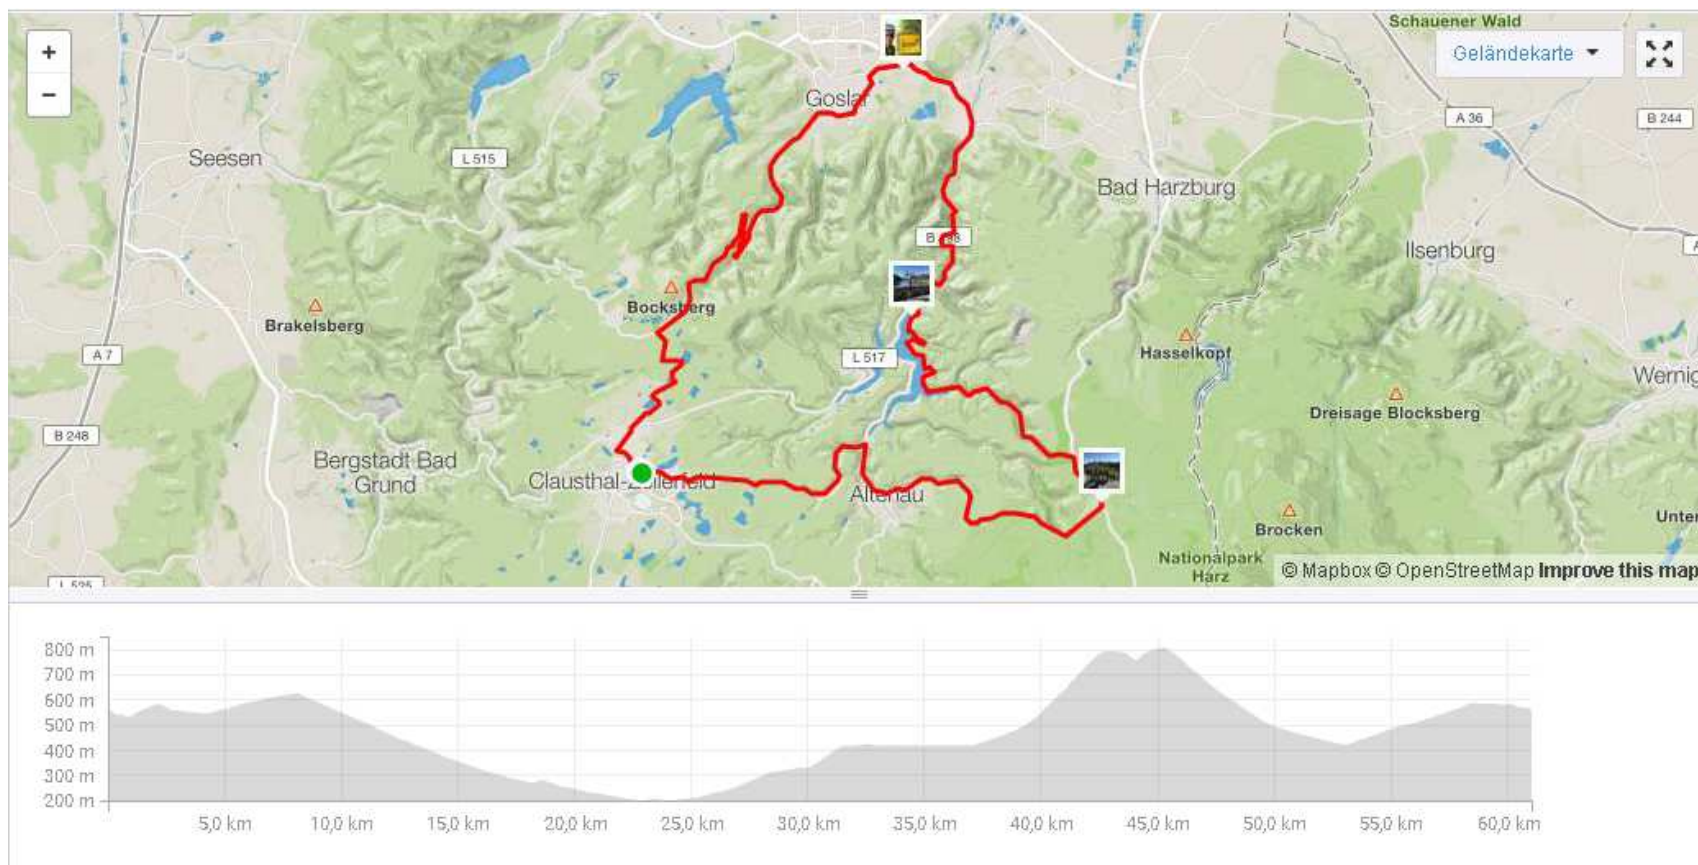 Schauener Wald
+
Geländekarte
−
Goslar
A 36
B 244
Seesen
L 515
Bad Harzburg
Ilsenburg
Bocksberg
Brakelsberg
A 7
L 517
Hasselkopf
Dreisage Blocksberg
B 248
Bergstadt Bad
Grund
Clausthal-Zellerfeld
Altenau
Brocken
Nationalpark
Harz
© Mapbox © OpenStreetMap Improve this map
800 m
700 m
600 m
500 m
400 m
300 m
200 m
5,0 km 10,0 km 15,0 km 20,0 km 25,0 km 30,0 km 35,0 km 40,0 km 45,0 km 50,0 km 55,0 km 60,0 km